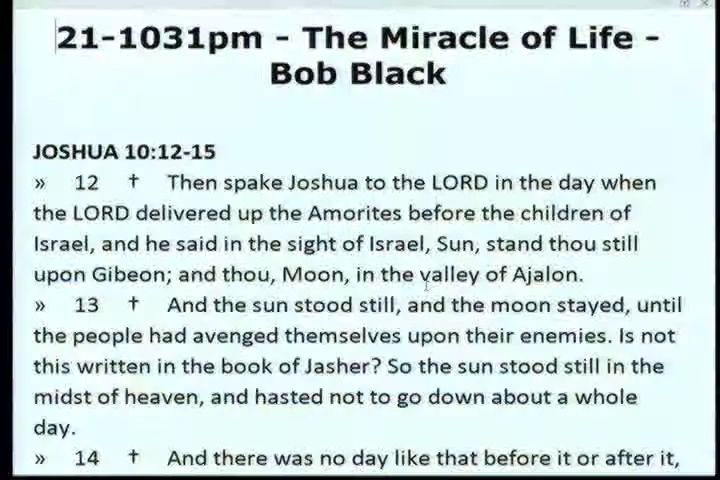 21-1031pm - The Miracle of Life -
Bob Black
JOSHUA 10:12-15
» 12 † Then spake Joshua to the LORD in the day when
the LORD delivered up the Amorites before the children of
Israel, and he said in the sight of Israel, Sun, stand thou still
upon Gibeon; and thou, Moon, in the valley of Ajalon.
» 13 † And the sun stood still, and the moon stayed, until
the people had avenged themselves upon their enemies. Is not
this written in the book of Jasher? So the sun stood still in the
midst of heaven, and hasted not to go down about a whole
day.
» 14 † And there was no day like that before it or after it,